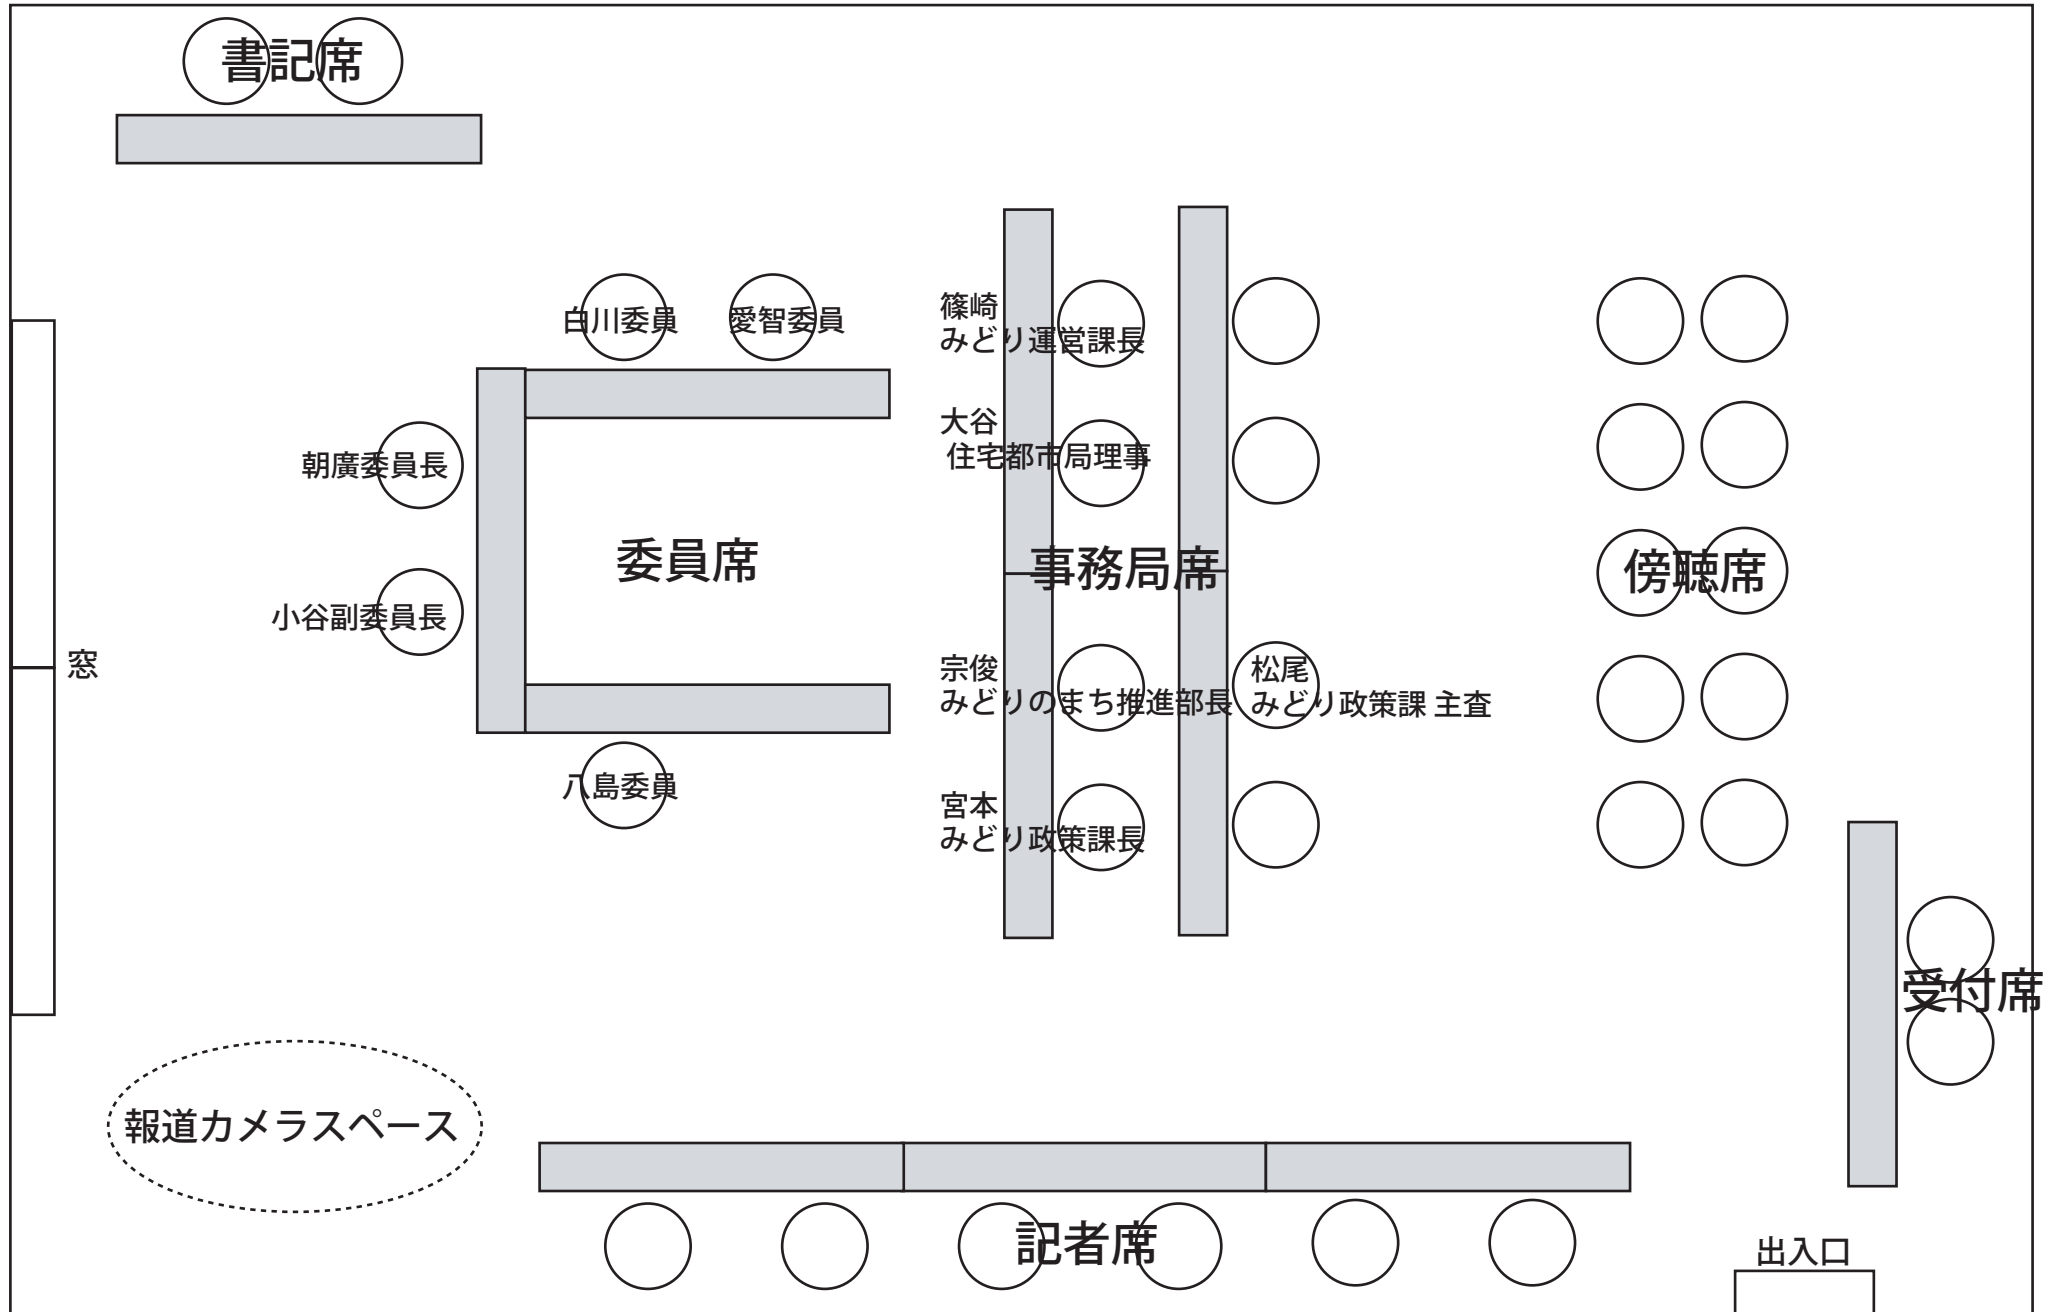 書記席
白川委員
愛智委員
朝廣委員長
小谷副委員長
委員席
八島委員
窓
篠崎
みどり運営課長
大谷
住宅都市局理事
事務局席
宗俊
みどりのまち推進部長
松尾
みどり政策課 主査
宮本
みどり政策課長
傍聴席
受付席
報道カメラスペース
記者席
出入口